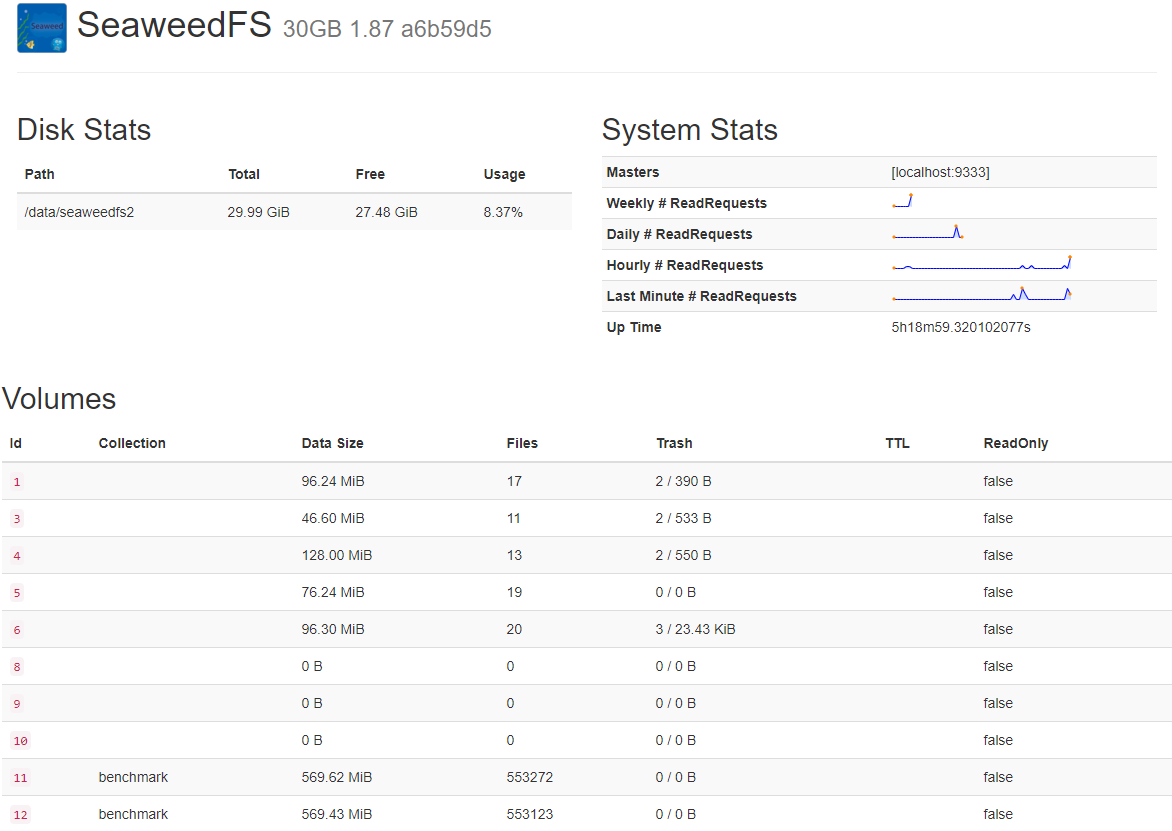 Seaweed
SeaweedFS 30GB 1.87 a6b59d5
Disk Stats
Path Total Free Usage
/data/seaweedfs2 29.99 GiB 27.48 GiB 8.37%
System Stats
Masters [localhost:9333]
Weekly # ReadRequests
Daily # ReadRequests
Hourly # ReadRequests
Last Minute # ReadRequests
Up Time 5h18m59.320102077s
Volumes
Id Collection Data Size Files Trash TTL ReadOnly
1 96.24 MiB 17 2 / 390 B false
3 46.60 MiB 11 2 / 533 B false
4 128.00 MiB 13 2 / 550 B false
5 76.24 MiB 19 0 / 0 B false
6 96.30 MiB 20 3 / 23.43 KiB false
8 0 B 0 0 / 0 B false
9 0 B 0 0 / 0 B false
10 0 B 0 0 / 0 B false
11 benchmark 569.62 MiB 553272 0 / 0 B false
12 benchmark 569.43 MiB 553123 0 / 0 B false